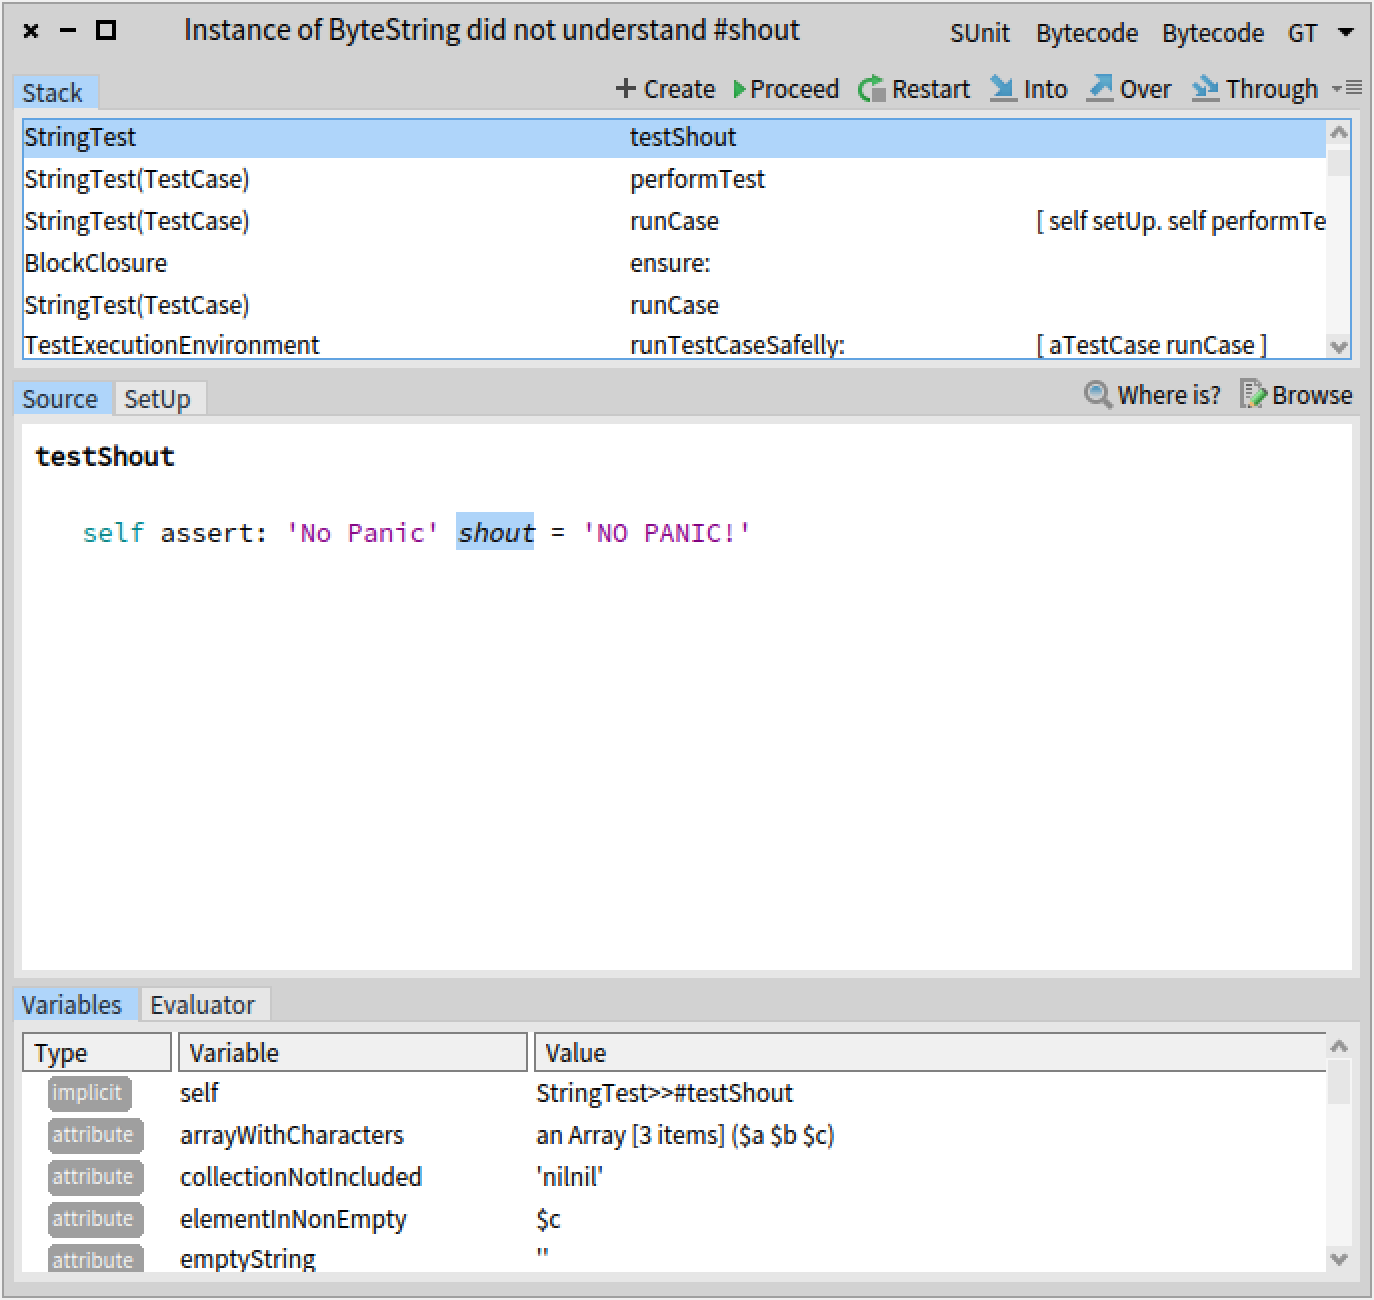 Instance of ByteString did not understand #shout SUnit Bytecode Bytecode GT
Stack Create Proceed Restart Into Over Through
StringTest testShout
StringTest(TestCase) performTest
StringTest(TestCase) runCase [ self setUp. self performTe
BlockClosure ensure:
StringTest(TestCase) runCase
TestExecutionEnvironment runTestCaseSafelly: [ aTestCase runCase ]
Source SetUp Where is? Browse
testShout
self assert: 'No Panic' shout = 'NO PANIC!'
Variables Evaluator
Type Variable Value
implicit self StringTest>>#testShout
attribute arrayWithCharacters an Array [3 items] ($a $b $c)
attribute collectionNotIncluded 'nilnil'
attribute elementInNonEmpty $c
attribute emptyString ''